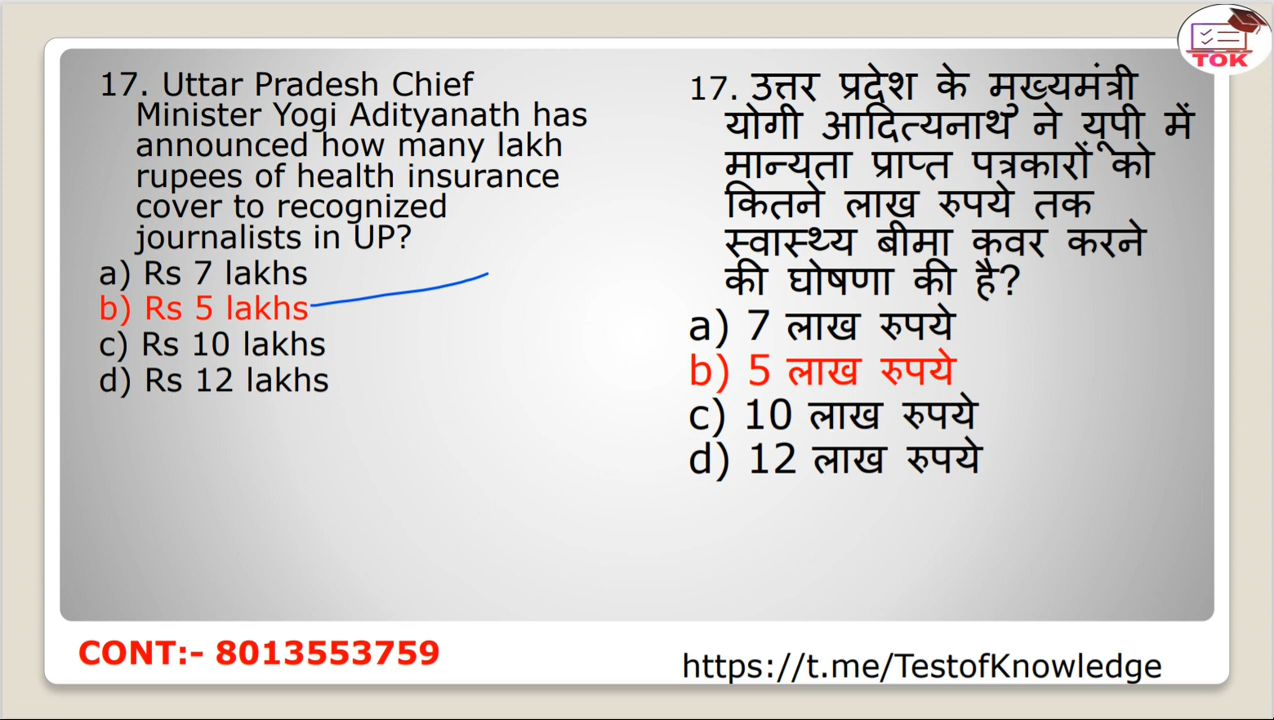 TOK
17. Uttar Pradesh Chief
Minister Yogi Adityanath has
announced how many lakh
rupees of health insurance
cover to recognized
journalists in UP?
a) Rs 7 lakhs
b) Rs 5 lakhs
c) Rs 10 lakhs
d) Rs 12 lakhs
17. उत्तर प्रदेश के मुख्यमंत्री
योगी आदित्यनाथ ने यूपी में
मान्यता प्राप्त पत्रकारों को
कितने लाख रुपये तक
स्वास्थ्य बीमा कवर करने
की घोषणा की है?
a) 7 लाख रुपये
b) 5 लाख रुपये
c) 10 लाख रुपये
d) 12 लाख रुपये
CONT:- 8013553759
https://t.me/TestofKnowledge